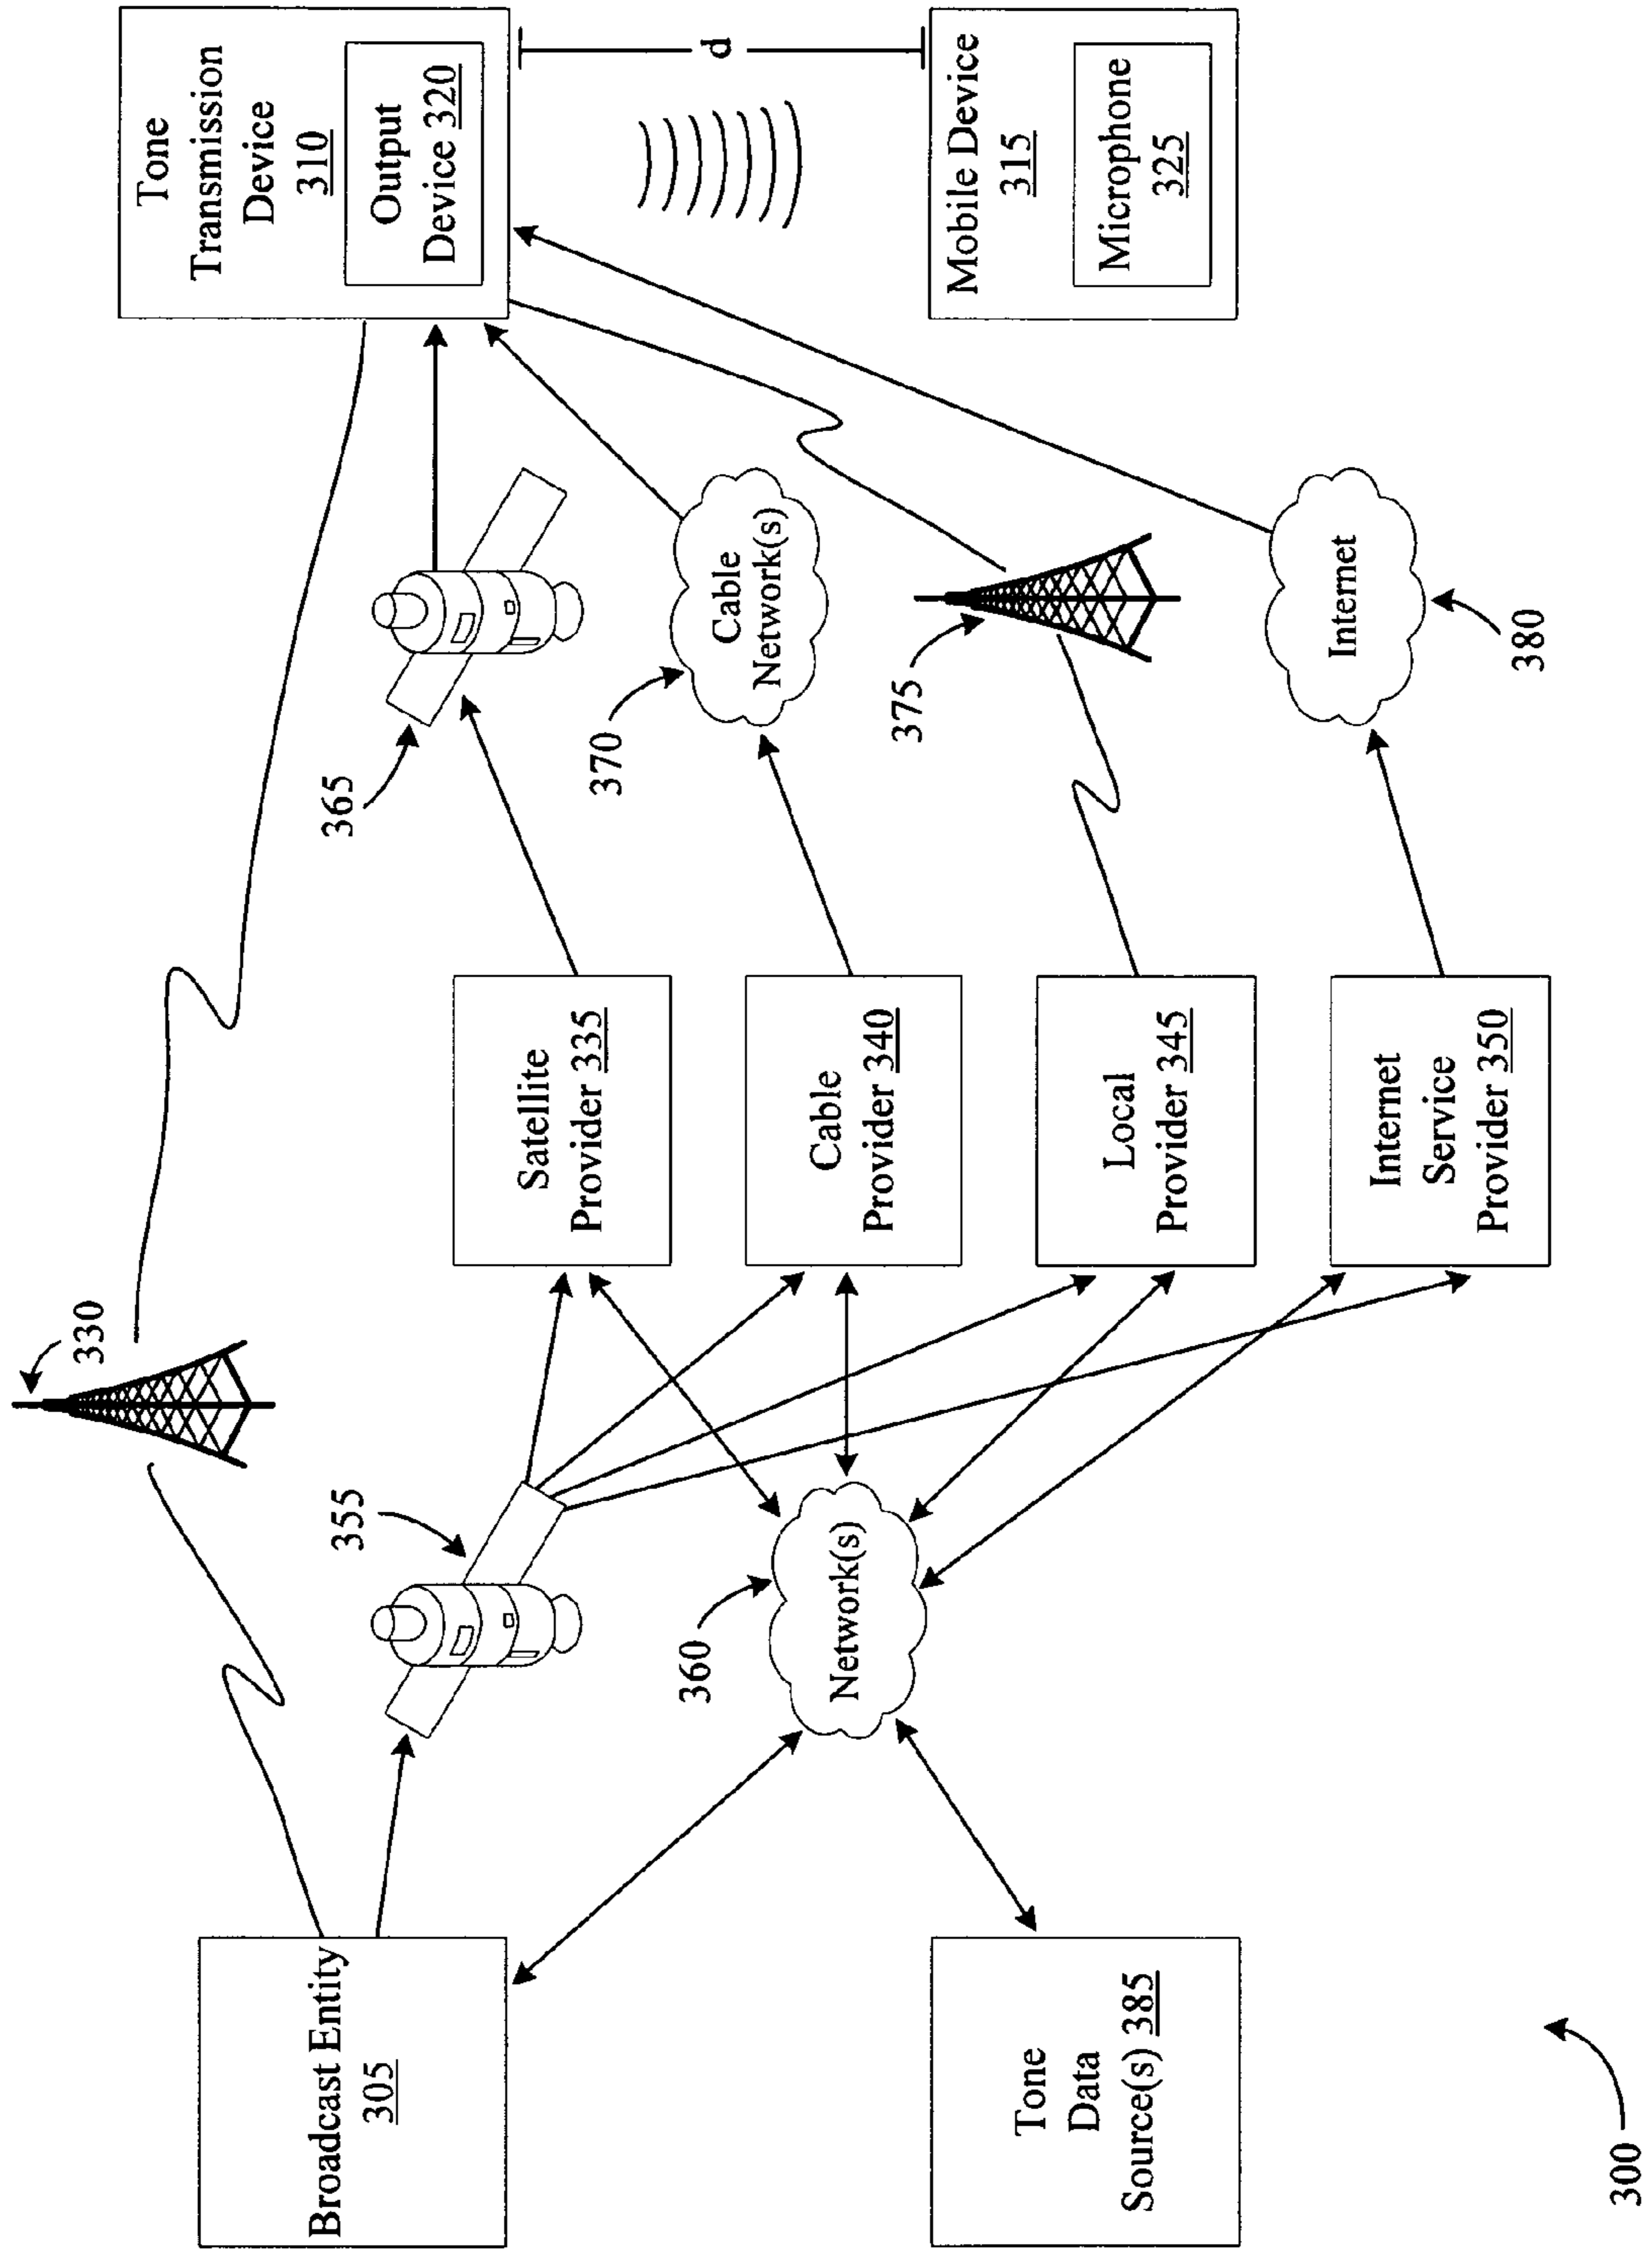 330
Tone
Transmission
Device
310
Output
Device 320
Broadcast Entity
305
355
Satellite
Provider 335
365
d
360
Network(s)
Cable
Provider 340
370
Cable
Network(s)
Mobile Device
315
Microphone
325
Tone
Data
Source(s) 385
Local
Provider 345
375
Internet
Service
Provider 350
Internet
380
300